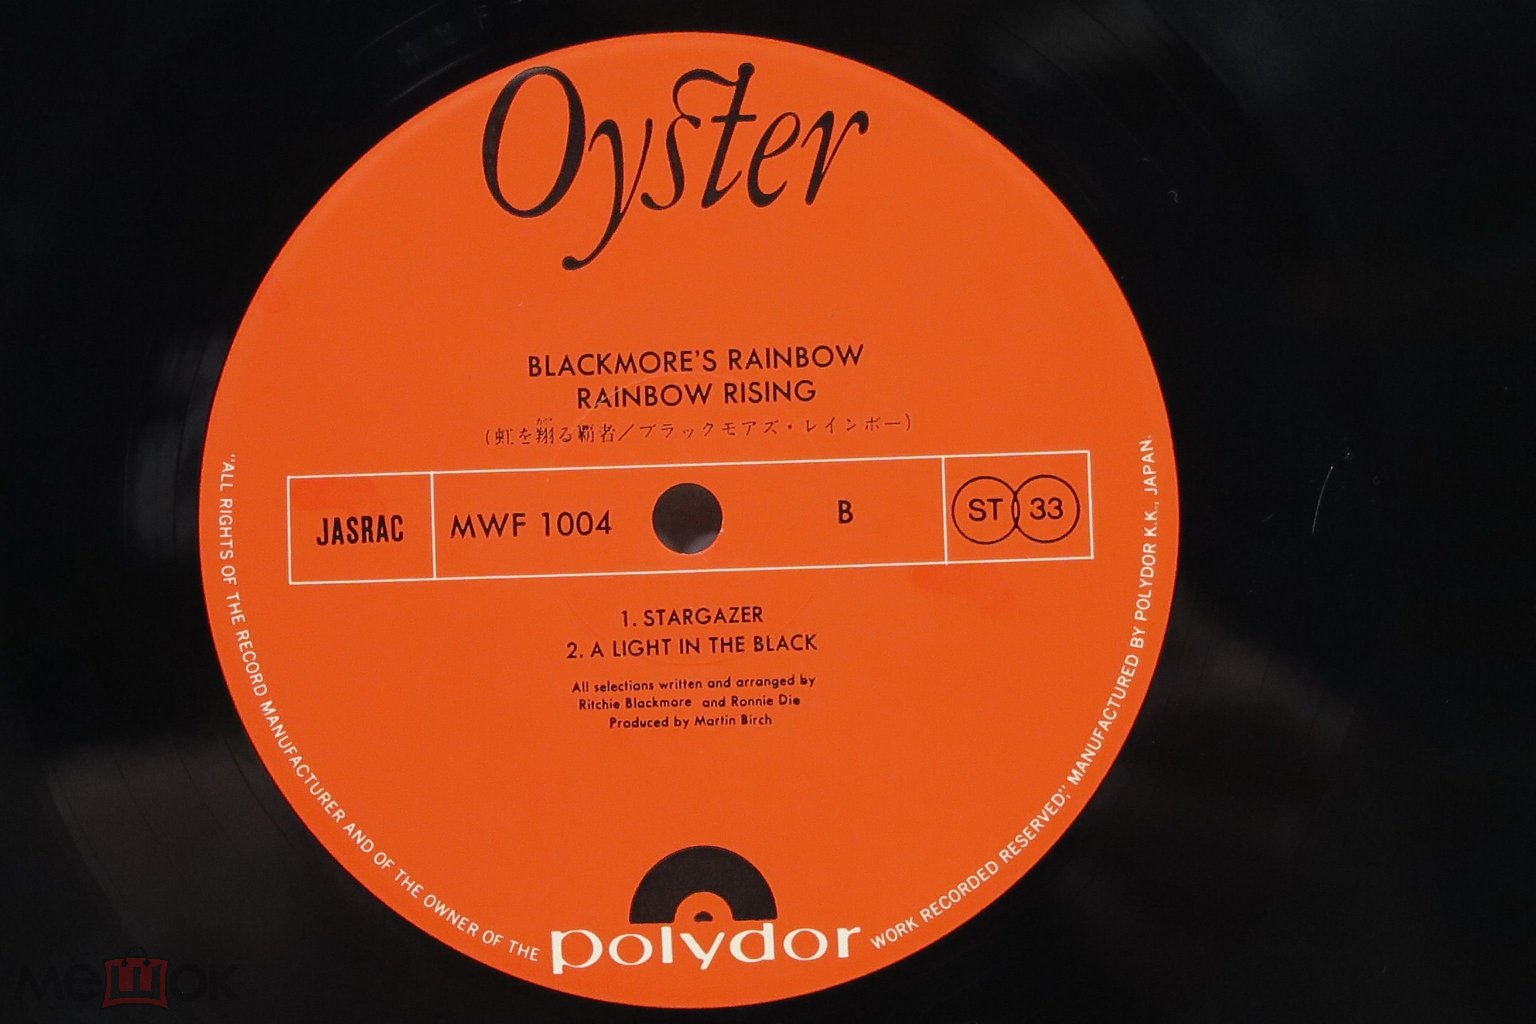 Oyster
BLACKMORE'S RAINBOW
RAINBOW RISING
(虹を翔る覇者／ブラックモアズ・レインボー)
JASRAC
MWF 1004
B
ST 33
1. STARGAZER
2. A LIGHT IN THE BLACK
All selections written and arranged by
Ritchie Blackmore and Ronnie Die
Produced by Martin Birch
polydor
"ALL RIGHTS OF THE RECORD MANUFACTURER AND OF THE OWNER OF THE WORK RECORDED RESERVED," MANUFACTURED BY POLYDOR K.K., JAPAN.
мешок